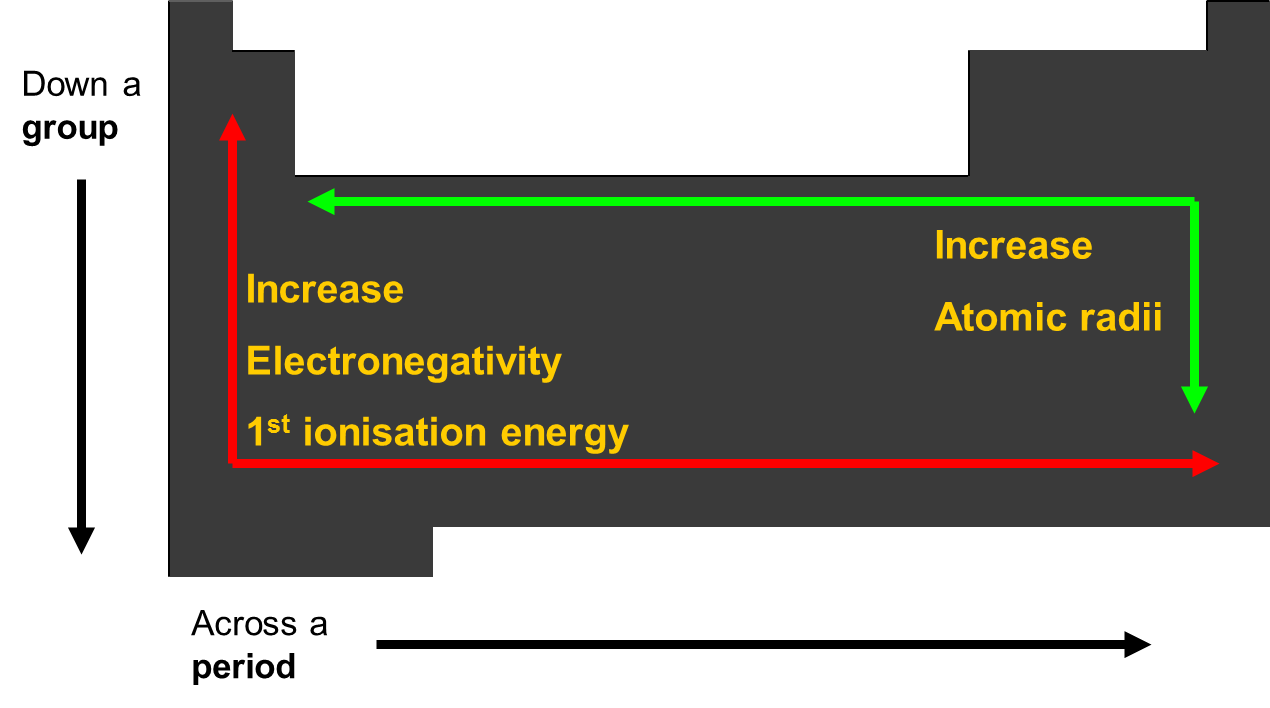 Down a
group
Increase
Atomic radii
Increase
Electronegativity
1st ionisation energy
Across a
period